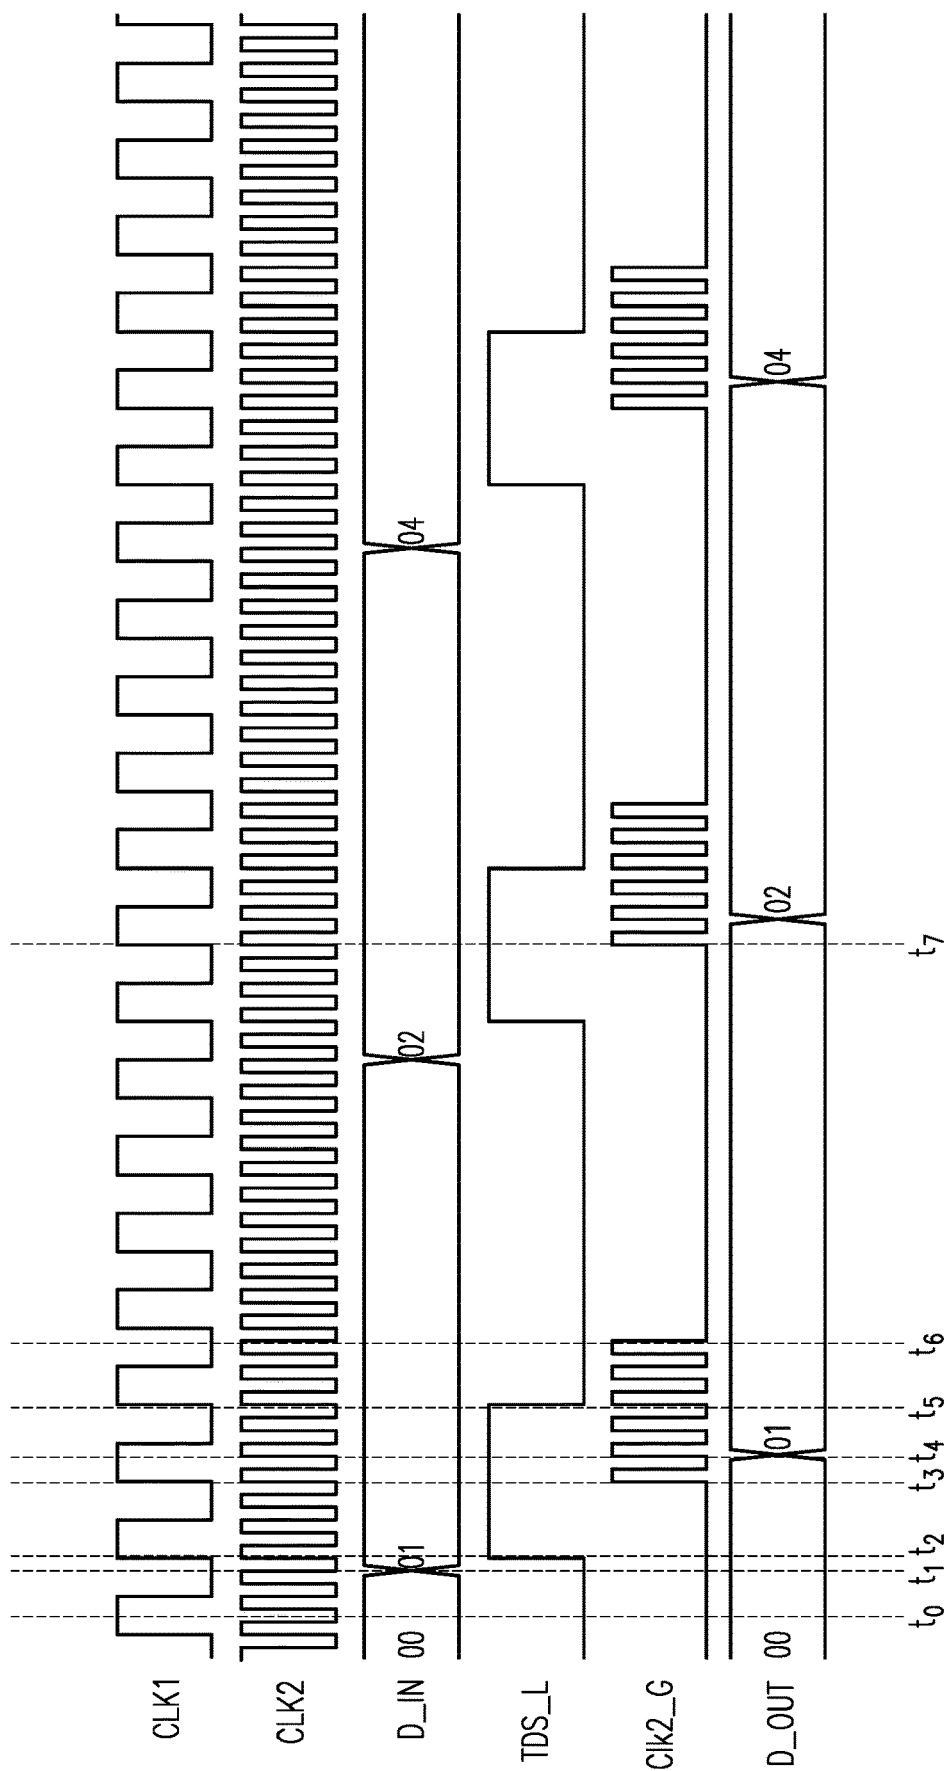 CLK1
CLK2
D_IN 00 01 02 04
TDS_L
Clk2_G
D_OUT 00 01 02 04
t0 t1 t2 t3 t4 t5 t6 t7